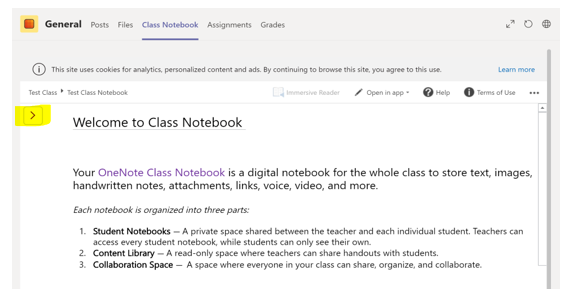 General Posts Files Class Notebook Assignments Grades
This site uses cookies for analytics, personalized content and ads. By continuing to browse this site, you agree to this use. Learn more
Test Class Test Class Notebook Immersive Reader Open in app Help Terms of Use
Welcome to Class Notebook
Your OneNote Class Notebook is a digital notebook for the whole class to store text, images,
handwritten notes, attachments, links, voice, video, and more.
Each notebook is organized into three parts:
1. Student Notebooks — A private space shared between the teacher and each individual student. Teachers can
access every student notebook, while students can only see their own.
2. Content Library — A read-only space where teachers can share handouts with students.
3. Collaboration Space — A space where everyone in your class can share, organize, and collaborate.